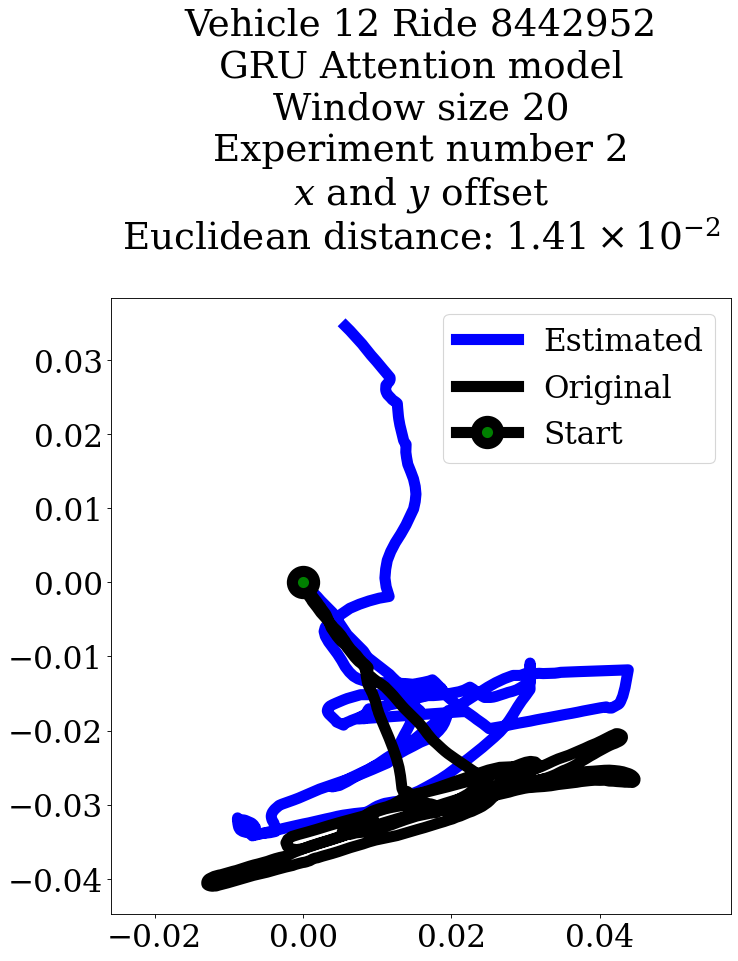 Vehicle 12 Ride 8442952
GRU Attention model
Window size 20
Experiment number 2
x and y offset
Euclidean distance: 1.41 × 10⁻²
Estimated
Original
Start
0.03
0.02
0.01
0.00
−0.01
−0.02
−0.03
−0.04
−0.02 0.00 0.02 0.04